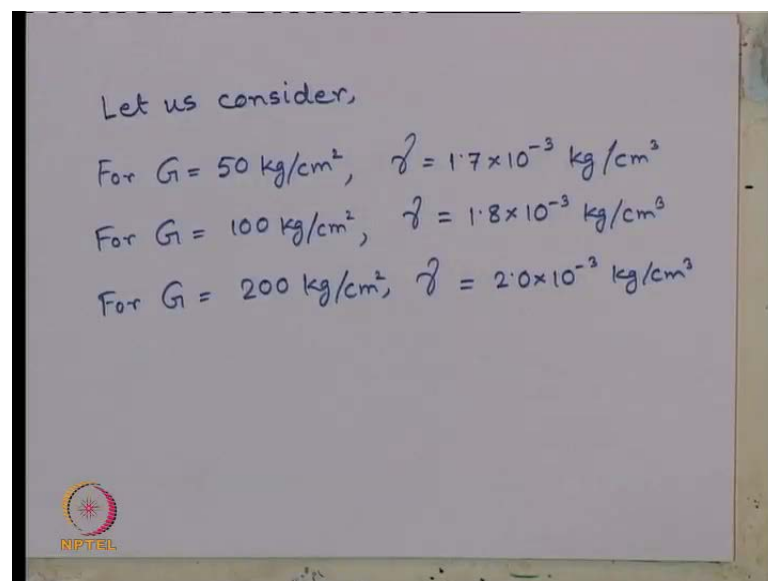 Let us consider,
For G = 50 kg/cm², γ = 1.7×10⁻³ kg/cm³
For G = 100 kg/cm², γ = 1.8×10⁻³ kg/cm³
For G = 200 kg/cm², γ = 2.0×10⁻³ kg/cm³
NPTEL